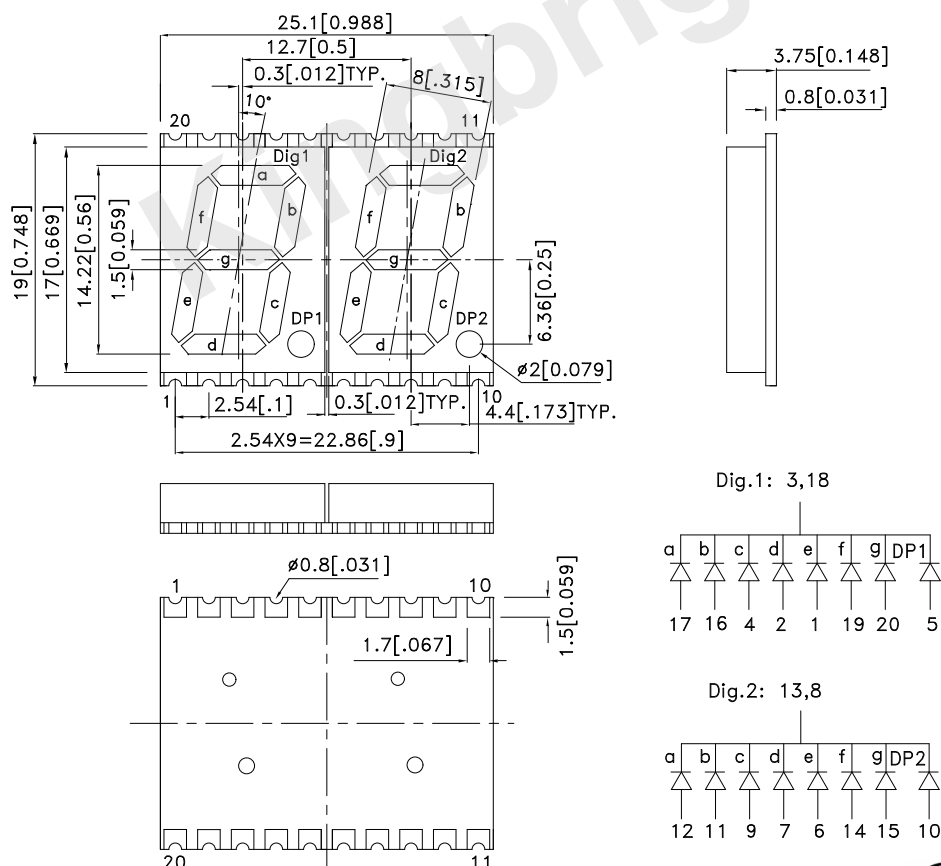 Kingbrig
25.1[0.988]
12.7[0.5]
0.3[.012]TYP.
8[.315]
10°
20
11
Dig1
Dig2
a
f
b
g
e
c
d
DP1
a
f
b
g
e
c
d
DP2
19[0.748]
17[0.669]
14.22[0.56]
1.5[0.059]
6.36[0.25]
ø2[0.079]
1
10
2.54[.1]
0.3[.012]TYP.
4.4[.173]TYP.
2.54X9=22.86[.9]
3.75[0.148]
0.8[0.031]
ø0.8[.031]
1
10
1.7[.067]
1.5[0.059]
20
11
Dig.1: 3,18
a b c d e f g DP1
17 16 4 2 1 19 20 5
Dig.2: 13,8
a b c d e f g DP2
12 11 9 7 6 14 15 10